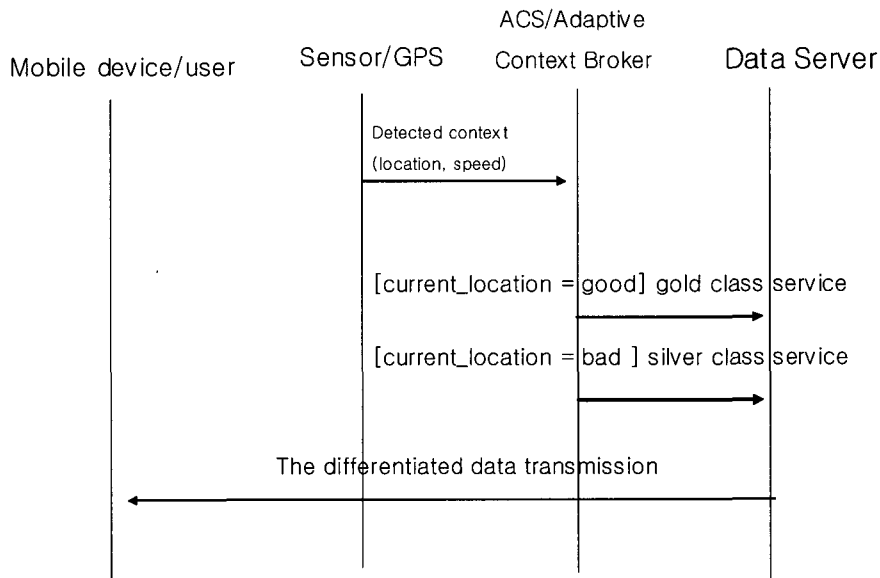 ACS/Adaptive
Mobile device/user Sensor/GPS Context Broker Data Server
Detected context
(location, speed)
[current_location = good] gold class service
[current_location = bad ] silver class service
The differentiated data transmission